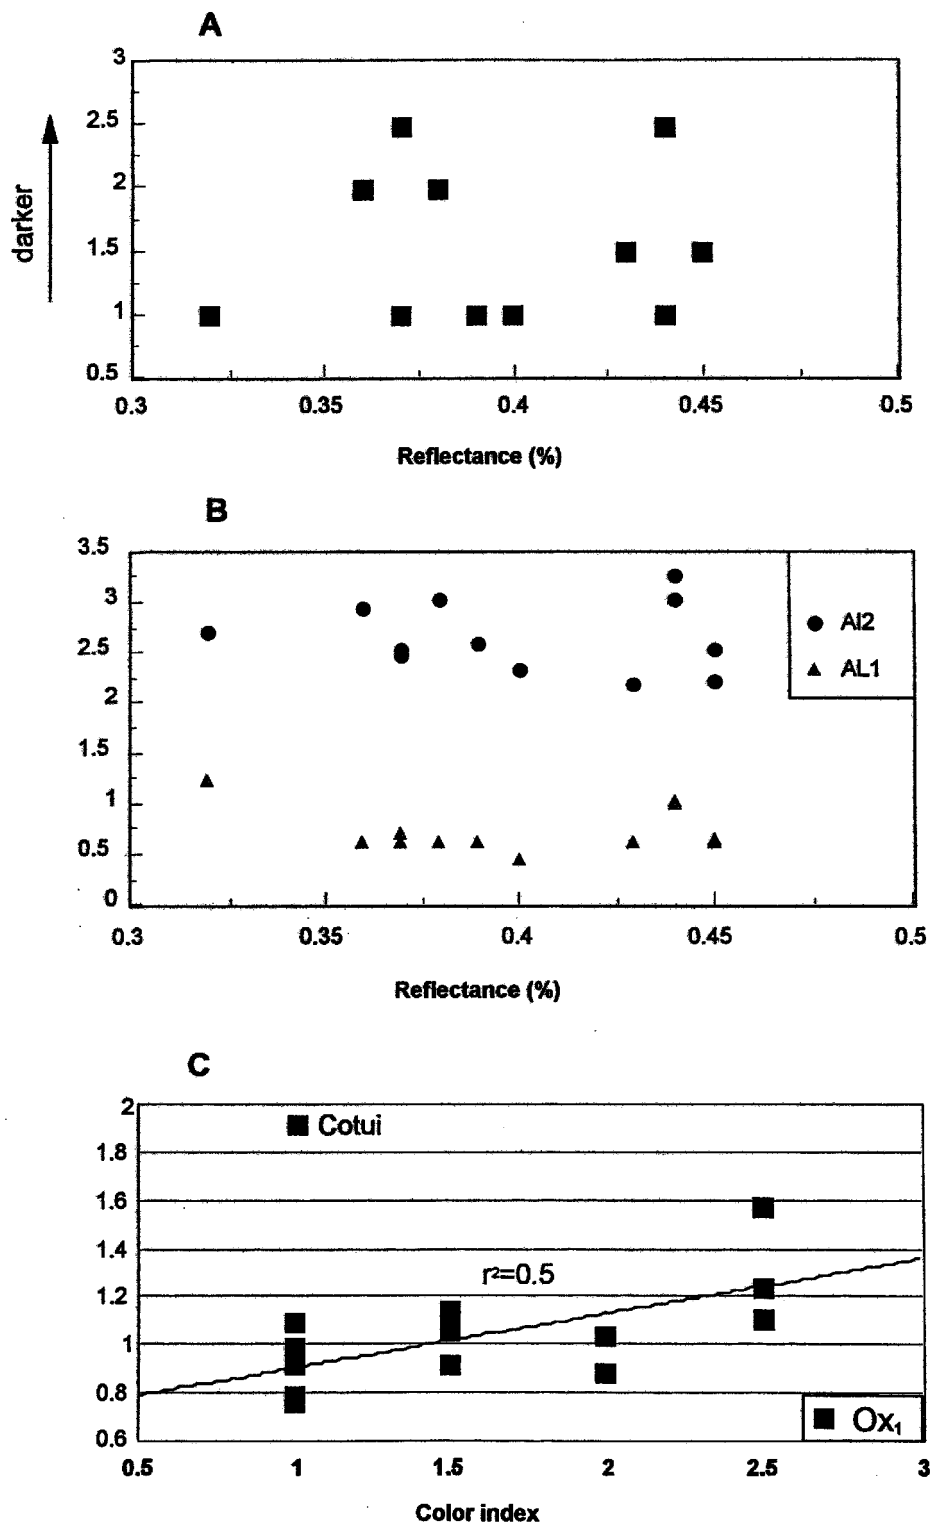 A
3
2.5
2
1.5
1
0.5
darker
0.3 0.35 0.4 0.45 0.5
Reflectance (%)
B
3.5
3
2.5
2
1.5
1
0.5
0
Al2
AL1
0.3 0.35 0.4 0.45 0.5
Reflectance (%)
C
2
1.8
1.6
1.4
1.2
1
0.8
0.6
Cotui
r²=0.5
Ox₁
0.5 1 1.5 2 2.5 3
Color index